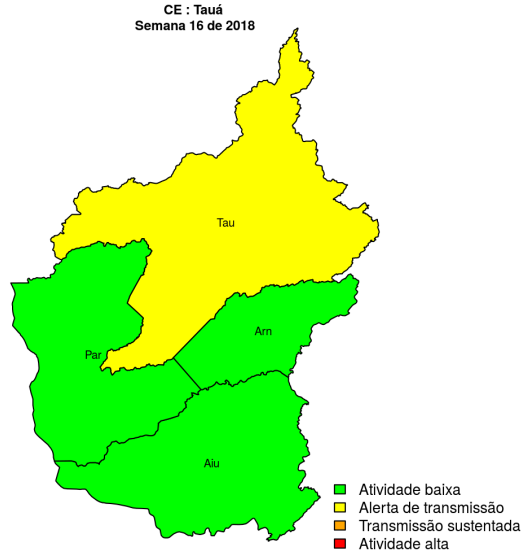 CE : Tauá
Semana 16 de 2018
Tau
Arn
Par
Aiu
Atividade baixa
Alerta de transmissão
Transmissão sustentada
Atividade alta